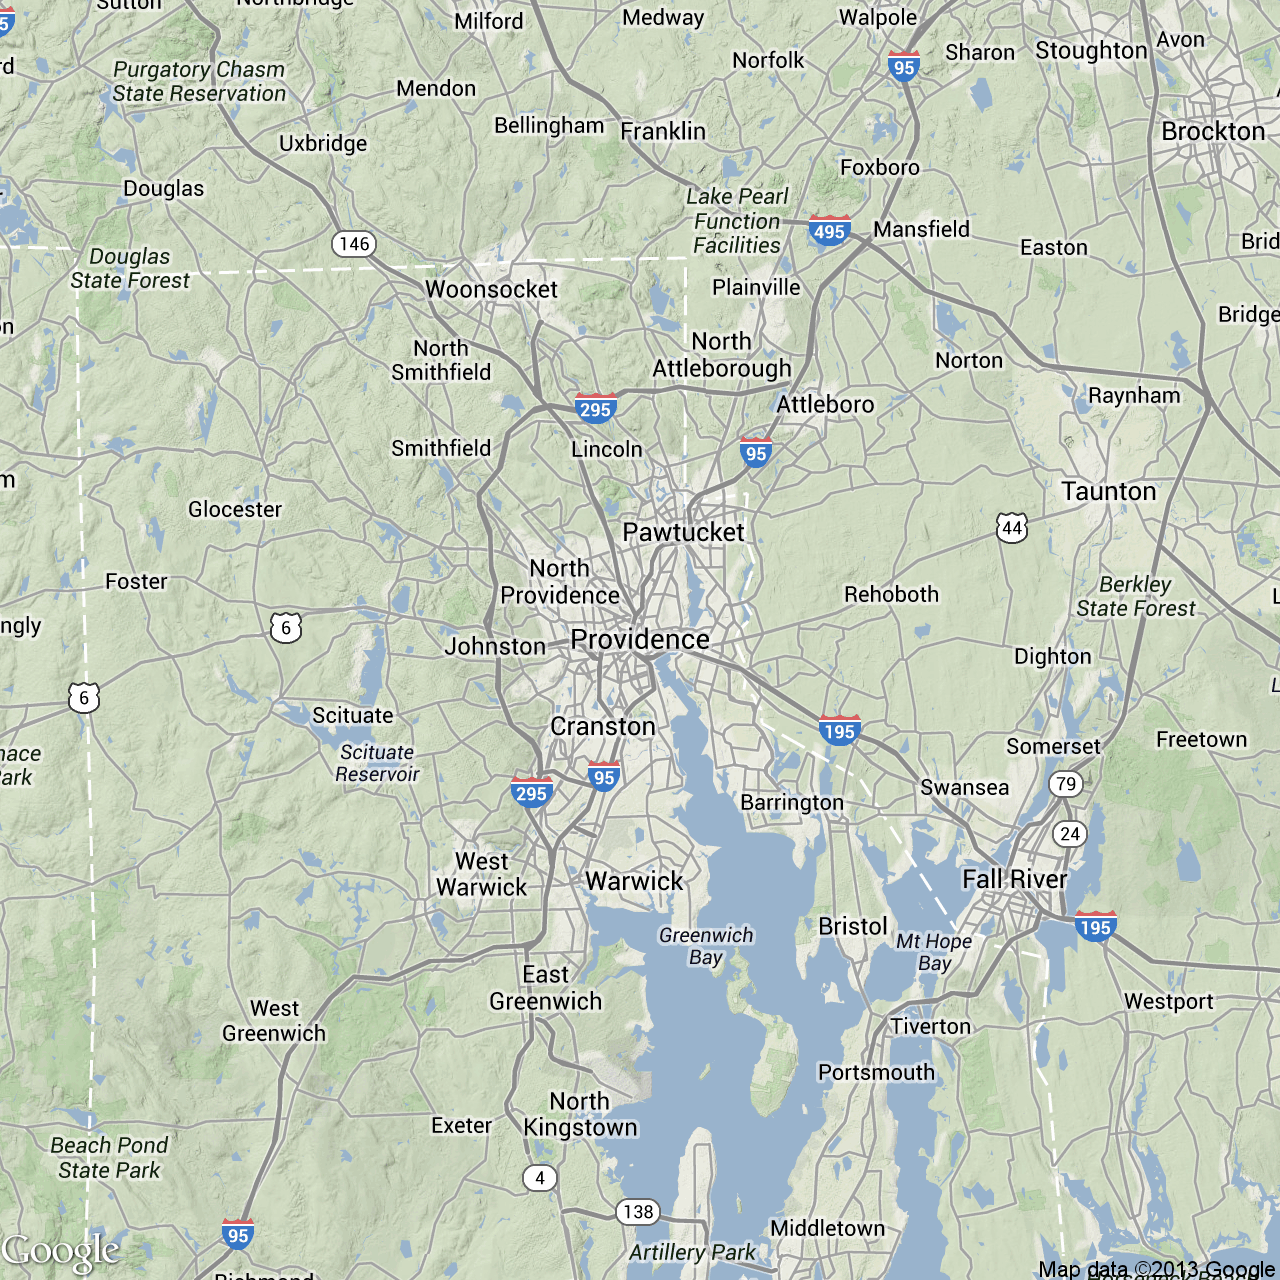 Sutton
Northbridge
Milford
Medway
Walpole
Avon
Sharon
Stoughton
Norfolk
95
Purgatory Chasm
State Reservation
Mendon
Bellingham
Franklin
Brockton
Uxbridge
Foxboro
Douglas
Lake Pearl
Function
Facilities
495
Mansfield
146
Easton
Brid
Douglas
State Forest
Woonsocket
Plainville
Bridge
North
Smithfield
North
Attleborough
Norton
Raynham
295
Attleboro
Smithfield
Lincoln
95
Taunton
Glocester
Pawtucket
44
North
Providence
Foster
Rehoboth
Berkley
State Forest
ngly
6
Johnston
Providence
Dighton
6
Scituate
Cranston
195
Scituate
Reservoir
Somerset
Freetown
nace
Park
295
95
Barrington
Swansea
79
24
West
Warwick
Warwick
Fall River
Greenwich
Bay
Bristol
Mt Hope
Bay
195
East
Greenwich
West
Greenwich
Westport
Tiverton
Portsmouth
North
Kingstown
Exeter
Beach Pond
State Park
4
138
95
Middletown
Artillery Park
Google
Richmond
Map data ©2013 Google